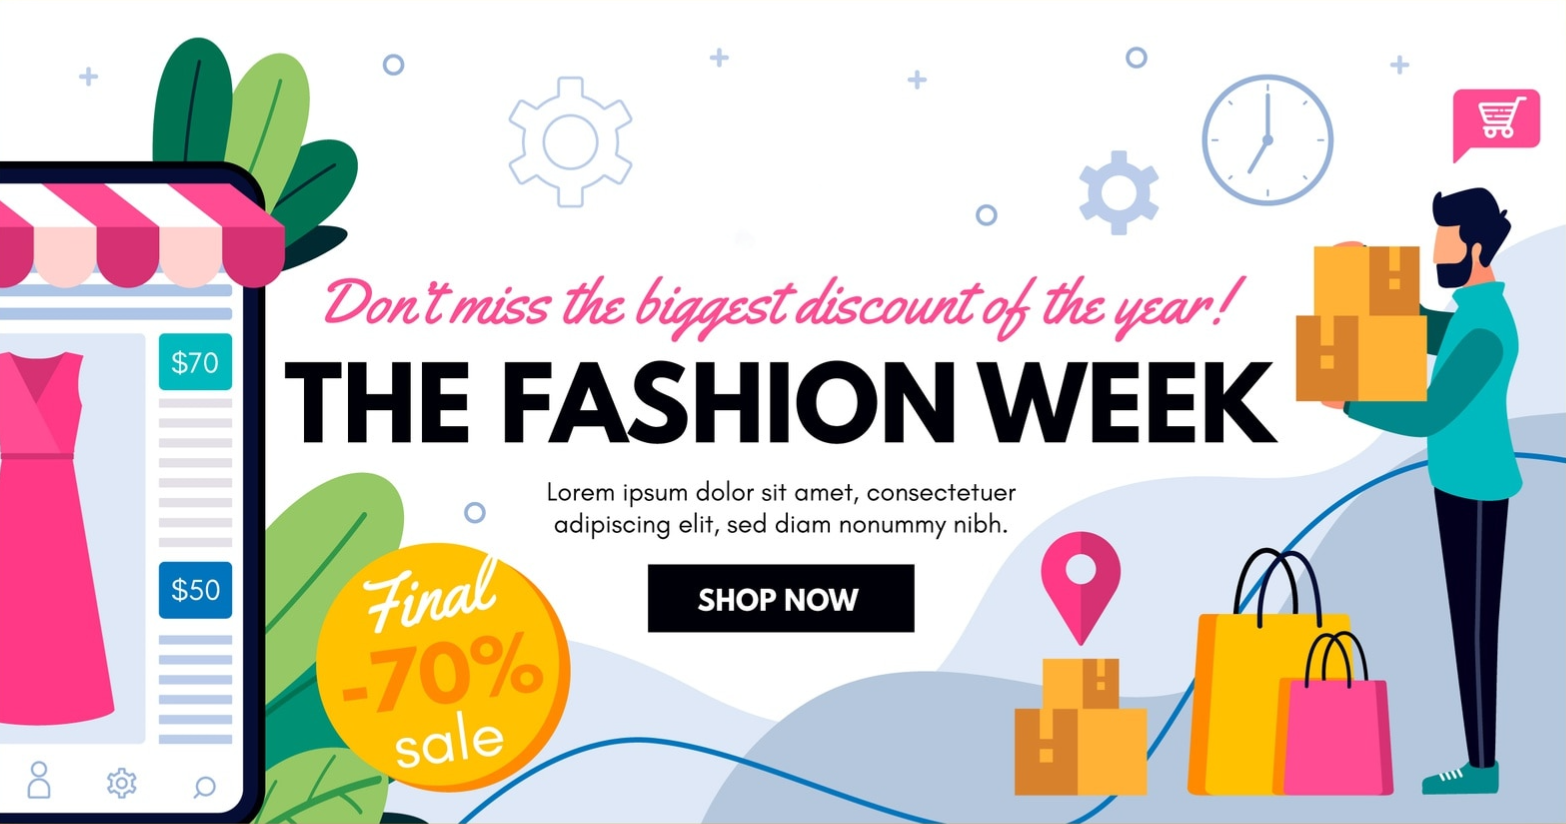 $70
$50
Don't miss the biggest discount of the year!
THE FASHION WEEK
Lorem ipsum dolor sit amet, consectetuer
adipiscing elit, sed diam nonummy nibh.
SHOP NOW
Final
-70%
sale